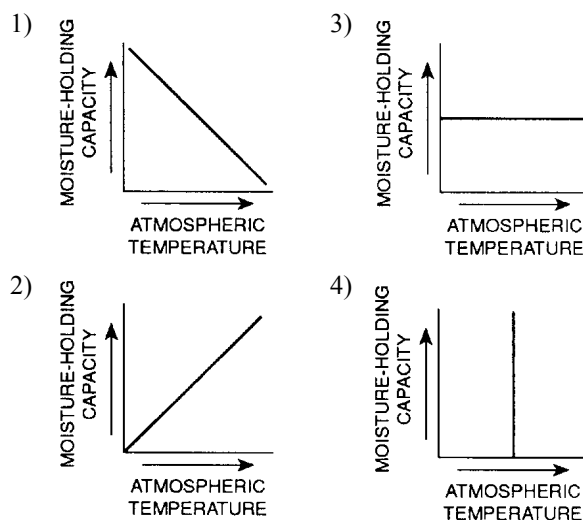 1)
MOISTURE-HOLDING
CAPACITY
ATMOSPHERIC
TEMPERATURE
2)
MOISTURE-HOLDING
CAPACITY
ATMOSPHERIC
TEMPERATURE
3)
MOISTURE-HOLDING
CAPACITY
ATMOSPHERIC
TEMPERATURE
4)
MOISTURE-HOLDING
CAPACITY
ATMOSPHERIC
TEMPERATURE